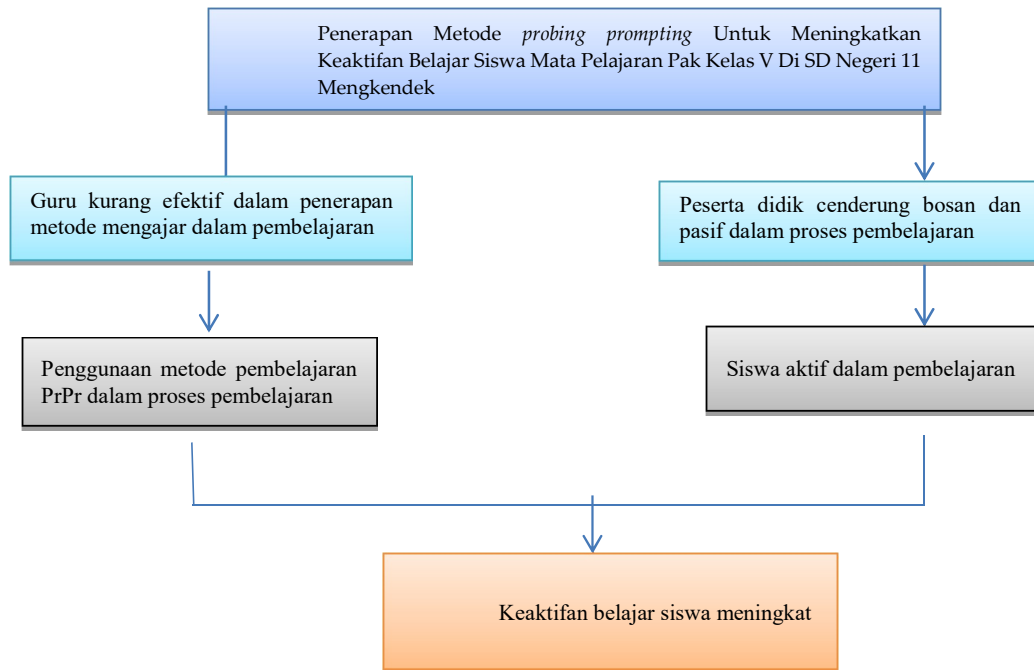 Penerapan Metode probing prompting Untuk Meningkatkan
Keaktifan Belajar Siswa Mata Pelajaran Pak Kelas V Di SD Negeri 11
Mengkendek
Guru kurang efektif dalam penerapan
metode mengajar dalam pembelajaran
Peserta didik cenderung bosan dan
pasif dalam proses pembelajaran
Penggunaan metode pembelajaran
PrPr dalam proses pembelajaran
Siswa aktif dalam pembelajaran
Keaktifan belajar siswa meningkat